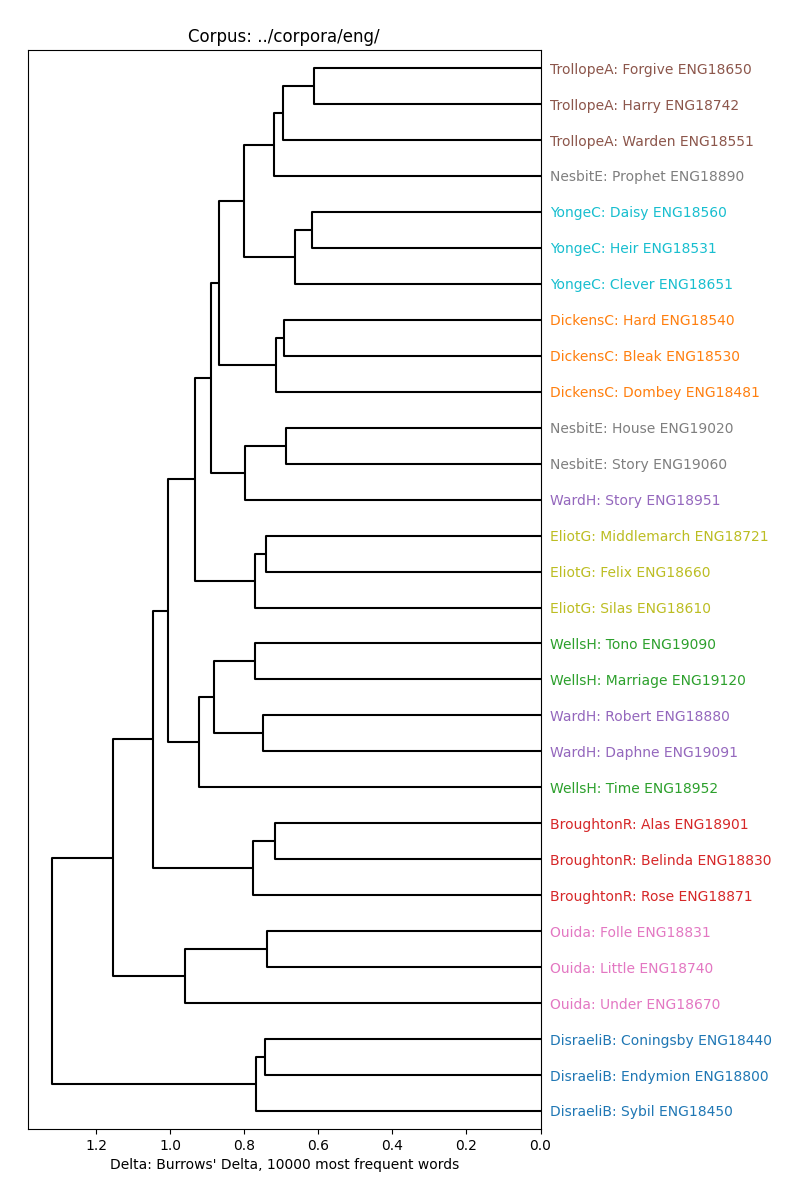 Corpus: ../corpora/eng/
TrollopeA: Forgive ENG18650
TrollopeA: Harry ENG18742
TrollopeA: Warden ENG18551
NesbitE: Prophet ENG18890
YongeC: Daisy ENG18560
YongeC: Heir ENG18531
YongeC: Clever ENG18651
DickensC: Hard ENG18540
DickensC: Bleak ENG18530
DickensC: Dombey ENG18481
NesbitE: House ENG19020
NesbitE: Story ENG19060
WardH: Story ENG18951
EliotG: Middlemarch ENG18721
EliotG: Felix ENG18660
EliotG: Silas ENG18610
WellsH: Tono ENG19090
WellsH: Marriage ENG19120
WardH: Robert ENG18880
WardH: Daphne ENG19091
WellsH: Time ENG18952
BroughtonR: Alas ENG18901
BroughtonR: Belinda ENG18830
BroughtonR: Rose ENG18871
Ouida: Folle ENG18831
Ouida: Little ENG18740
Ouida: Under ENG18670
DisraeliB: Coningsby ENG18440
DisraeliB: Endymion ENG18800
DisraeliB: Sybil ENG18450
1.2 1.0 0.8 0.6 0.4 0.2 0.0
Delta: Burrows' Delta, 10000 most frequent words